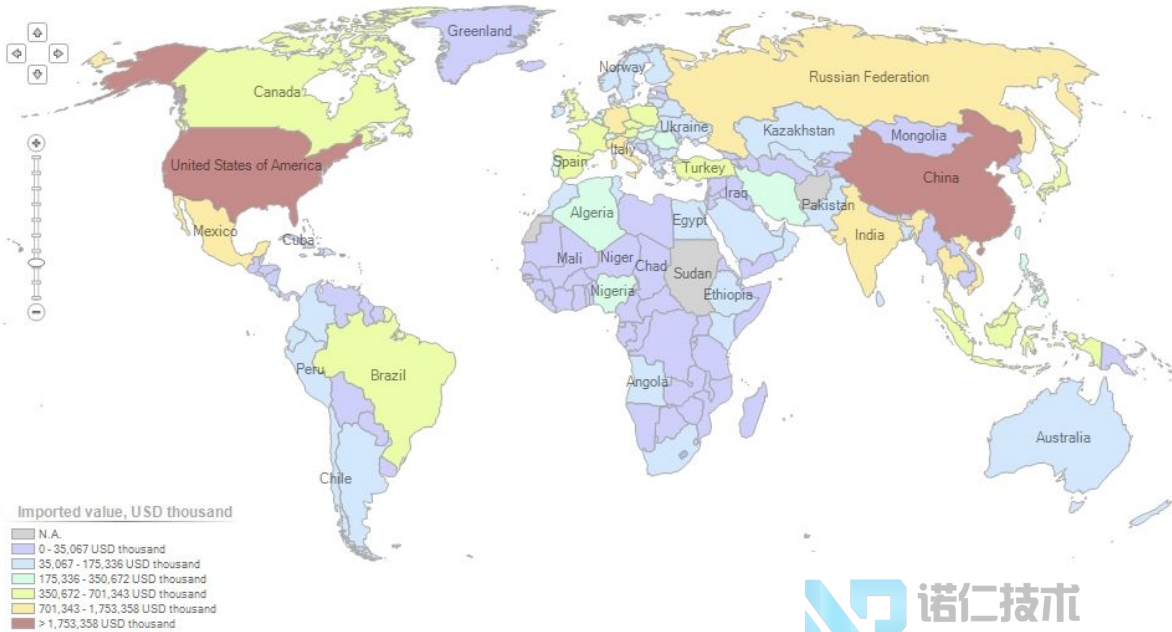 Greenland
Norway
Russian Federation
Canada
Ukraine
Kazakhstan
Mongolia
Italy
United States of America
Spain
Turkey
China
Iraq
Pakistan
Algeria
Egypt
Mexico
India
Cuba
Mali
Niger
Chad
Sudan
Nigeria
Ethiopia
Peru
Brazil
Angola
Australia
Chile
Imported value, USD thousand
N.A.
0 - 35,067 USD thousand
35,067 - 175,336 USD thousand
175,336 - 350,672 USD thousand
350,672 - 701,343 USD thousand
701,343 - 1,753,358 USD thousand
> 1,753,358 USD thousand
诺仁技术